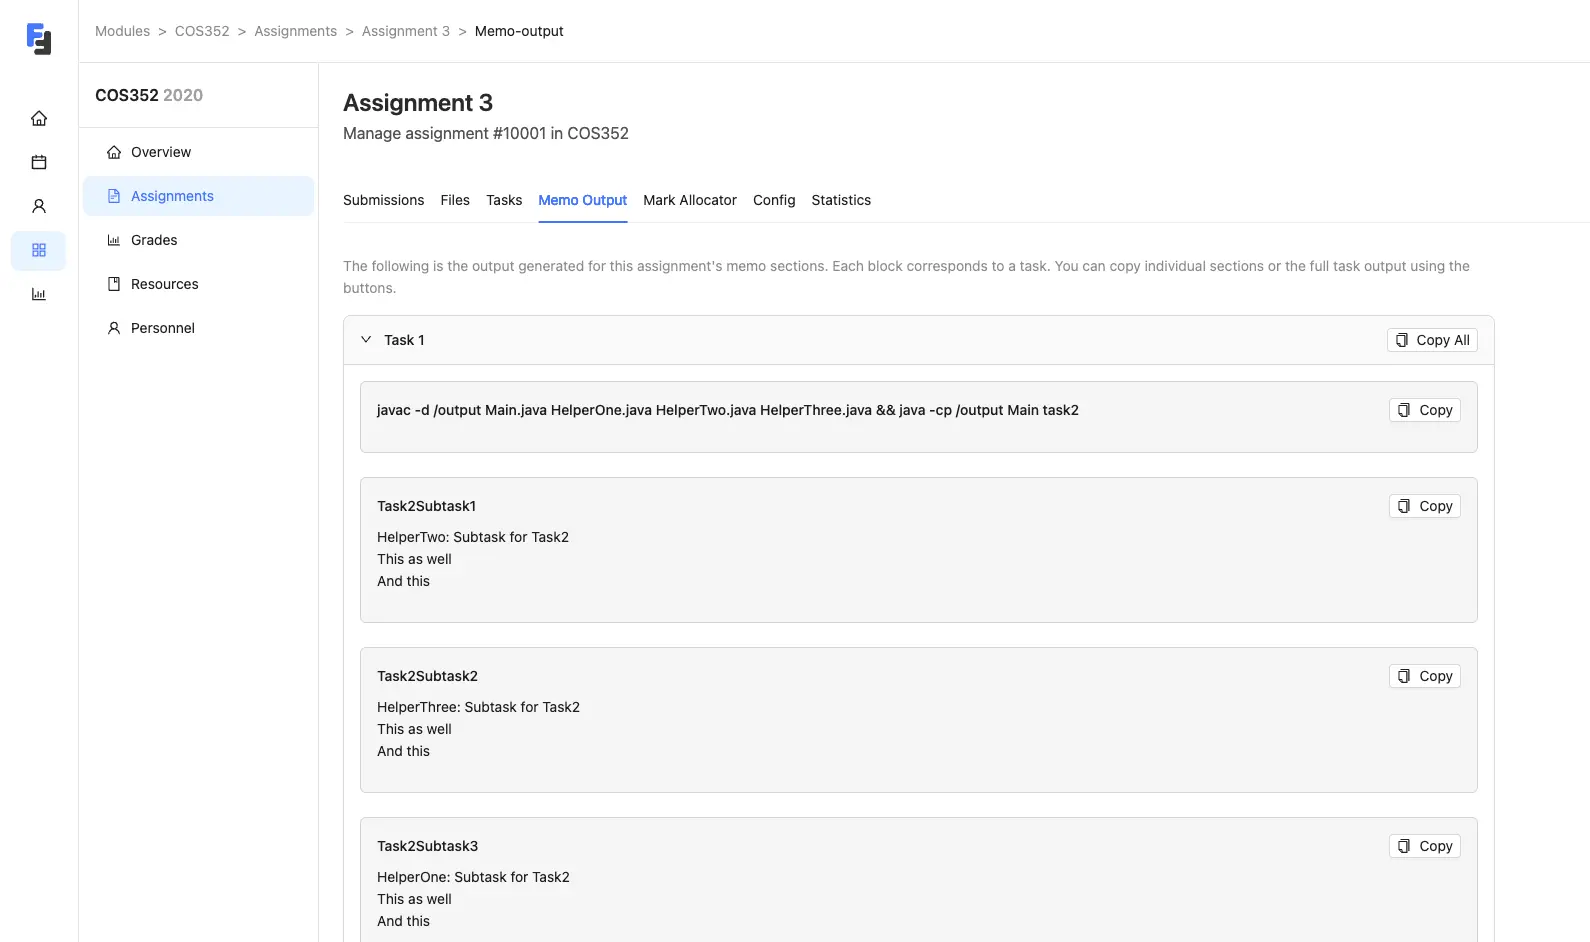 Modules > COS352 > Assignments > Assignment 3 > Memo-output
COS352 2020
Overview
Assignments
Grades
Resources
Personnel
Assignment 3
Manage assignment #10001 in COS352
Submissions Files Tasks Memo Output Mark Allocator Config Statistics
The following is the output generated for this assignment's memo sections. Each block corresponds to a task. You can copy individual sections or the full task output using the
buttons.
Task 1 Copy All
javac -d /output Main.java HelperOne.java HelperTwo.java HelperThree.java && java -cp /output Main task2 Copy
Task2Subtask1 Copy
HelperTwo: Subtask for Task2
This as well
And this
Task2Subtask2 Copy
HelperThree: Subtask for Task2
This as well
And this
Task2Subtask3 Copy
HelperOne: Subtask for Task2
This as well
And this